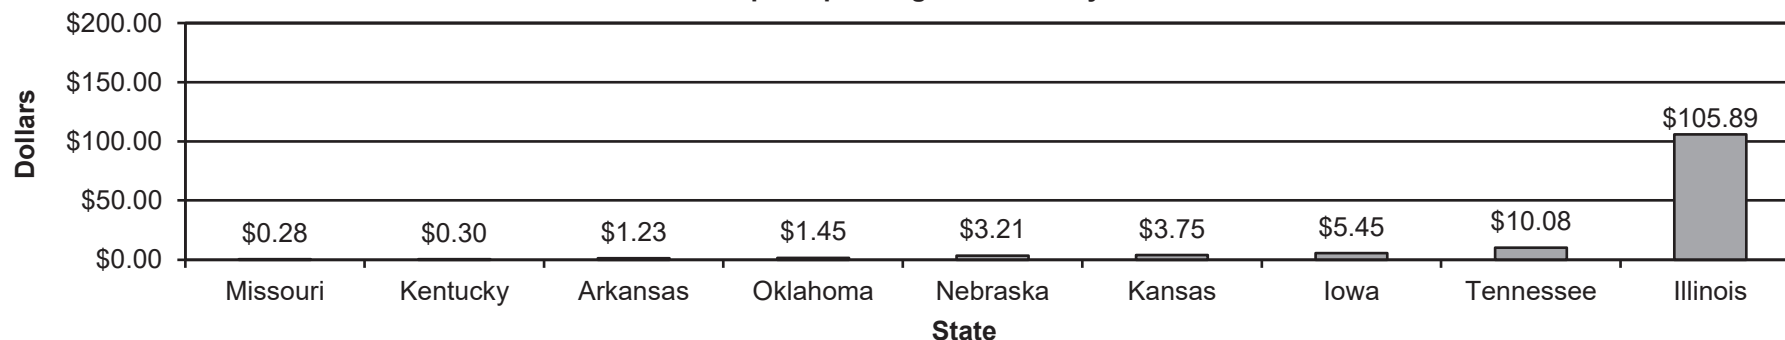 $200.00
$150.00
$100.00
$50.00
$0.00
Dollars
$0.28 $0.30 $1.23 $1.45 $3.21 $3.75 $5.45 $10.08 $105.89
Missouri Kentucky Arkansas Oklahoma Nebraska Kansas Iowa Tennessee Illinois
State